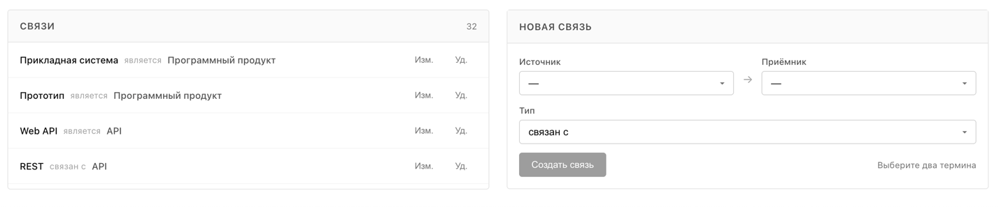 СВЯЗИ 32
Прикладная система является Программный продукт Изм. Уд.
Прототип является Программный продукт Изм. Уд.
Web API является API Изм. Уд.
REST связан с API Изм. Уд.
НОВАЯ СВЯЗЬ
Источник Приёмник
— → —
Тип
связан с
Создать связь Выберите два термина